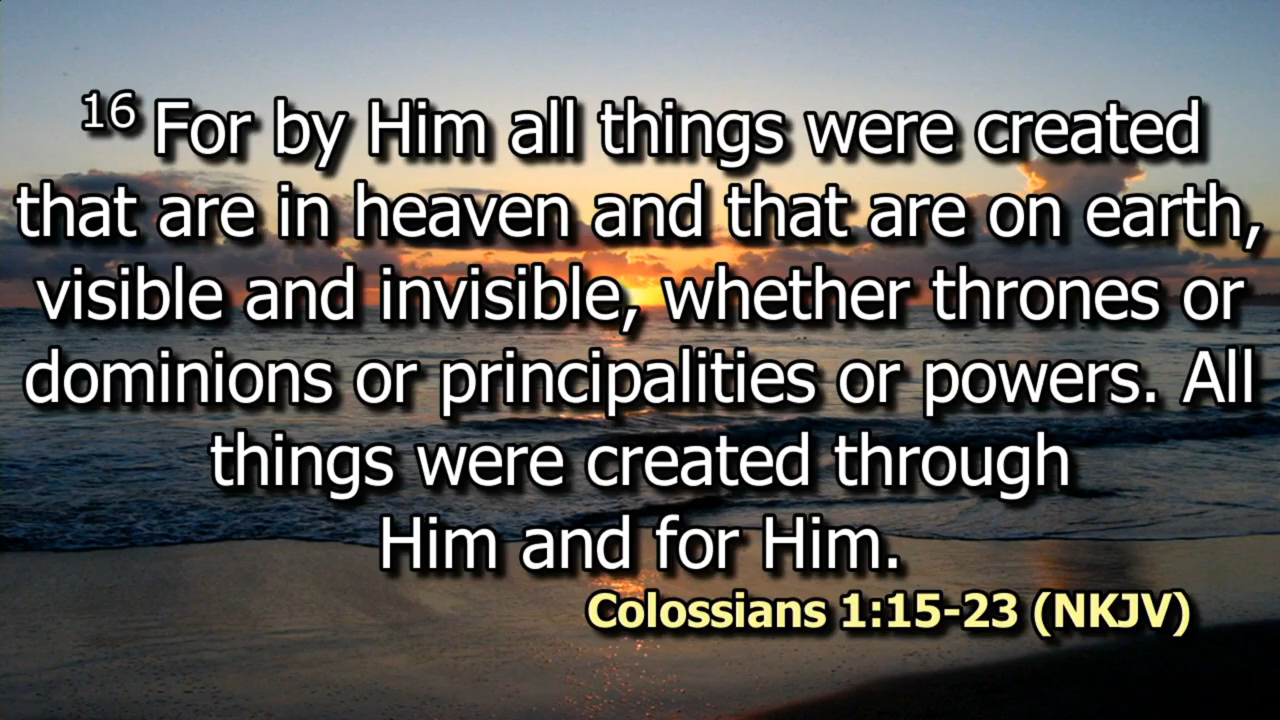 16 For by Him all things were created
that are in heaven and that are on earth,
visible and invisible, whether thrones or
dominions or principalities or powers. All
things were created through
Him and for Him.
Colossians 1:15-23 (NKJV)